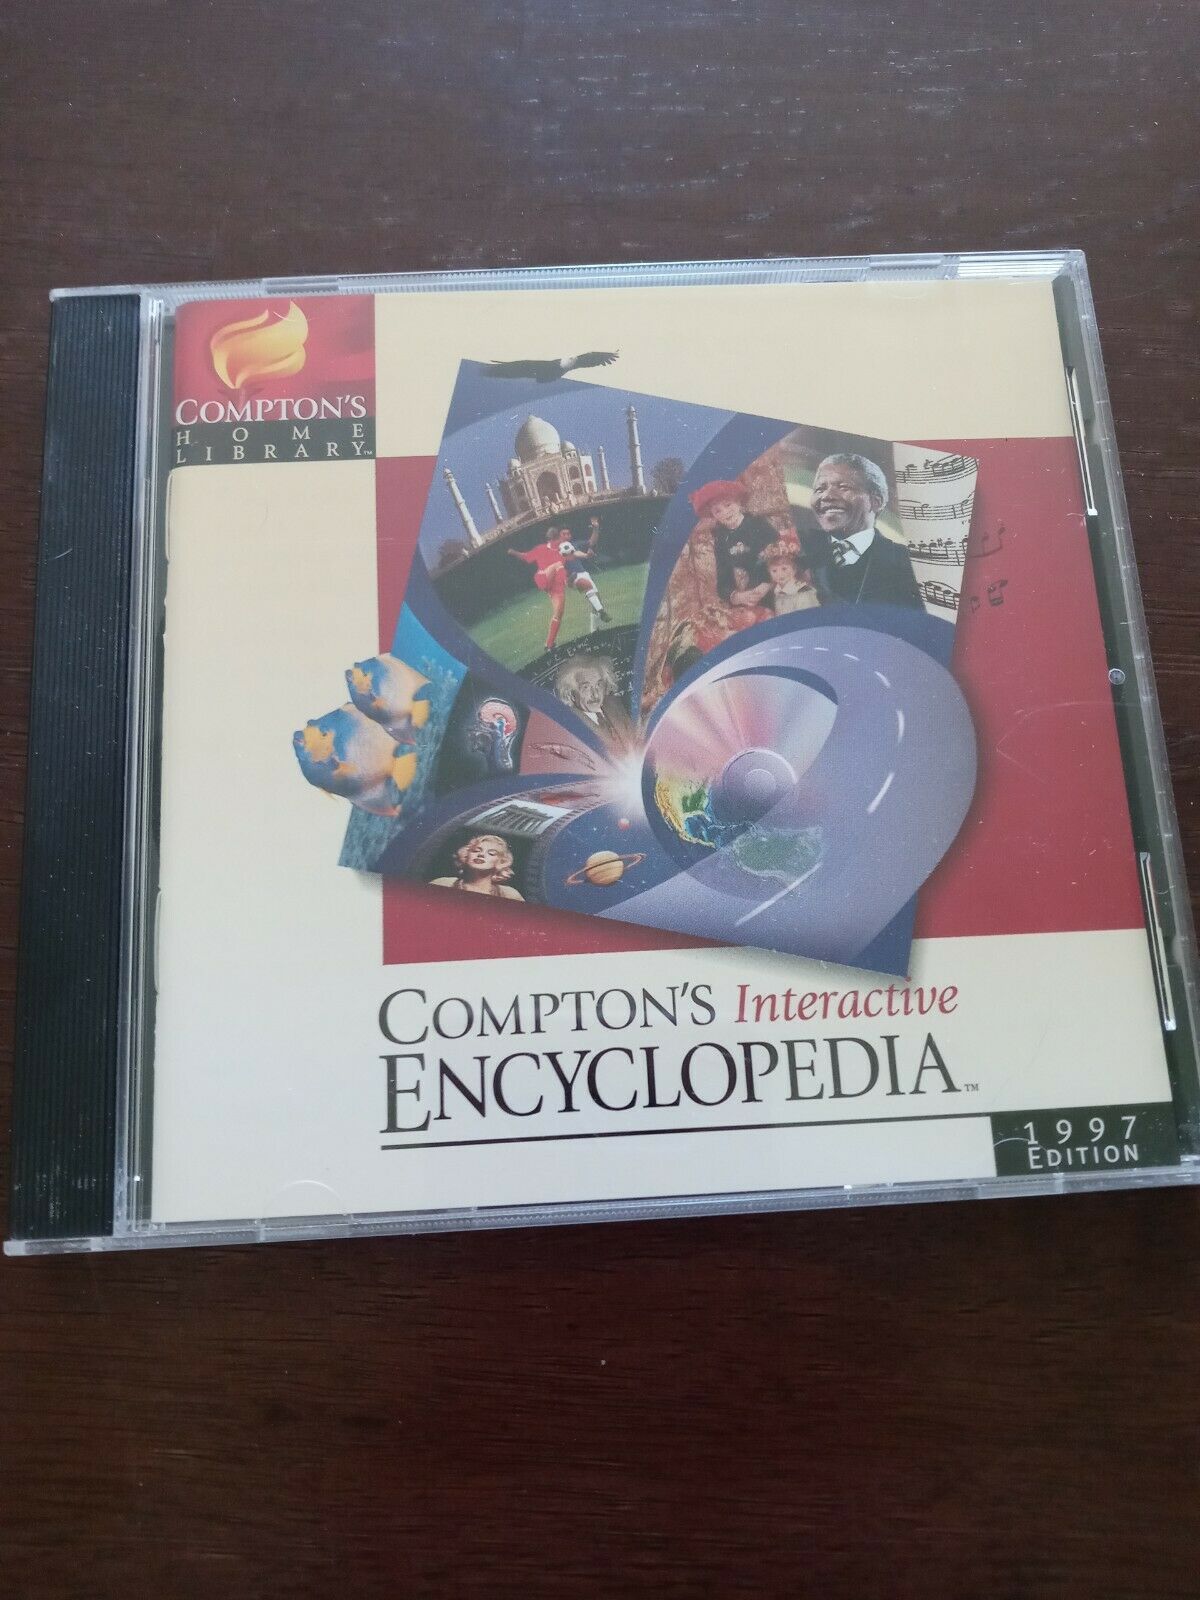 COMPTON'S
HOME
LIBRARY™
COMPTON'S Interactive
ENCYCLOPEDIA™
1997
EDITION